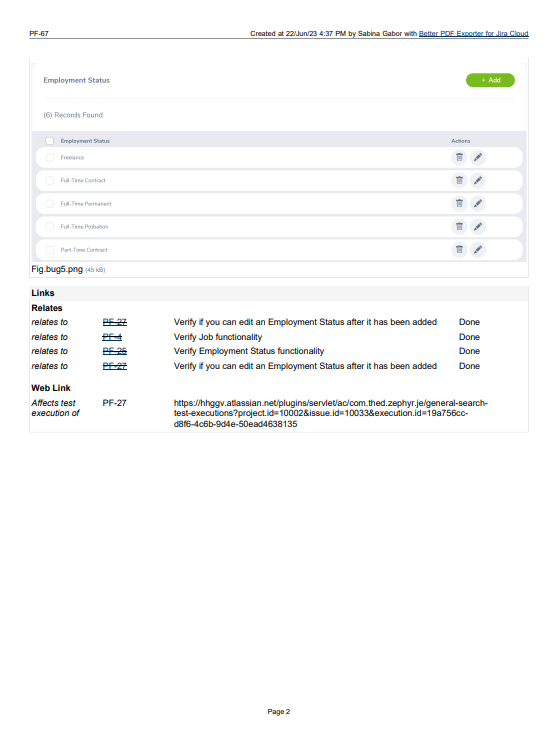 PF-67 Created at 22/Jun/23 4:37 PM by Sabina Gabor with Better PDF Exporter for Jira Cloud
Employment Status + Add
(6) Records Found
Employment Status Actions
Freelance
Full-Time Contract
Full-Time Permanent
Full-Time Probation
Part-Time Contract
Fig.bug5.png (45 kB)
Links
Relates
relates to PF-27 Verify if you can edit an Employment Status after it has been added Done
relates to PF-4 Verify Job functionality Done
relates to PF-25 Verify Employment Status functionality Done
relates to PF-27 Verify if you can edit an Employment Status after it has been added Done
Web Link
Affects test PF-27 https://hhggv.atlassian.net/plugins/servlet/ac/com.thed.zephyr.je/general-search-
execution of test-executions?project.id=10002&issue.id=10033&execution.id=19a756cc-
d8f6-4c6b-9d4e-50ead4638135
Page 2